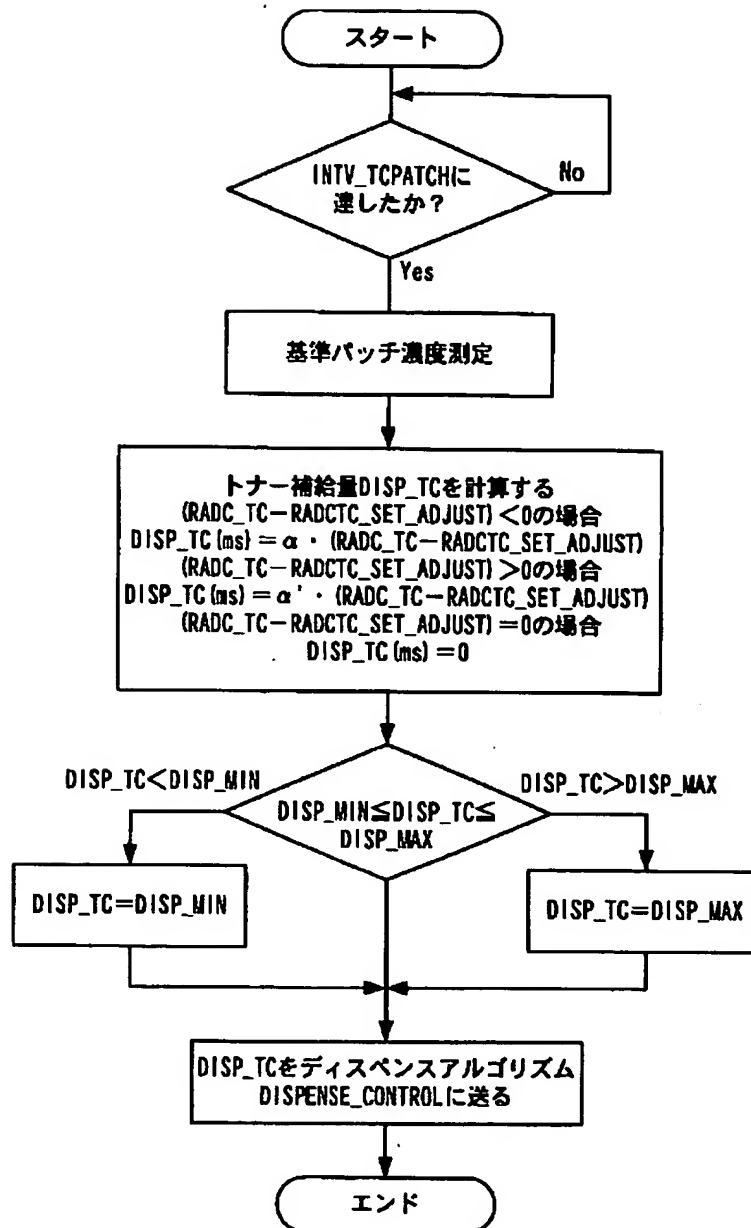 スタート
INTV_TCPATCHに
達したか？
No
Yes
基準パッチ濃度測定
トナー補給量DISP_TCを計算する
(RADC_TC－RADCTC_SET_ADJUST)＜0の場合
DISP_TC(ms)＝α・(RADC_TC－RADCTC_SET_ADJUST)
(RADC_TC－RADCTC_SET_ADJUST)＞0の場合
DISP_TC(ms)＝α'・(RADC_TC－RADCTC_SET_ADJUST)
(RADC_TC－RADCTC_SET_ADJUST)＝0の場合
DISP_TC(ms)＝0
DISP_TC＜DISP_MIN
DISP_TC＞DISP_MAX
DISP_MIN≦DISP_TC≦
DISP_MAX
DISP_TC＝DISP_MIN
DISP_TC＝DISP_MAX
DISP_TCをディスペンスアルゴリズム
DISPENSE_CONTROLに送る
エンド